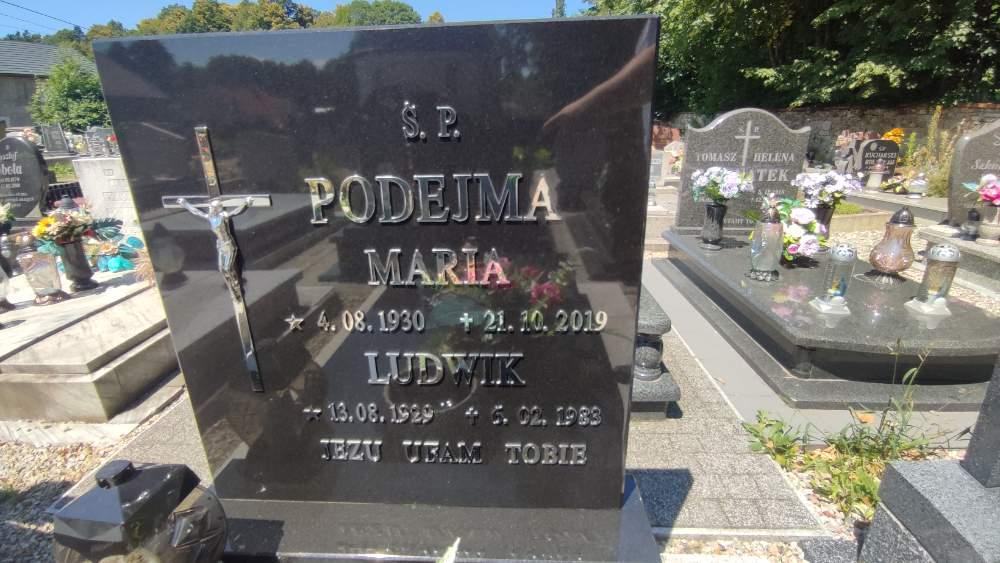 Ś. P.
PODEJMA
MARIA
★ 4.08.1930 ✝ 21.10.2019
LUDWIK
★ 13.08.1929 ✝ 5.02.1983
JEZU UFAM TOBIE
TOMASZ HELENA